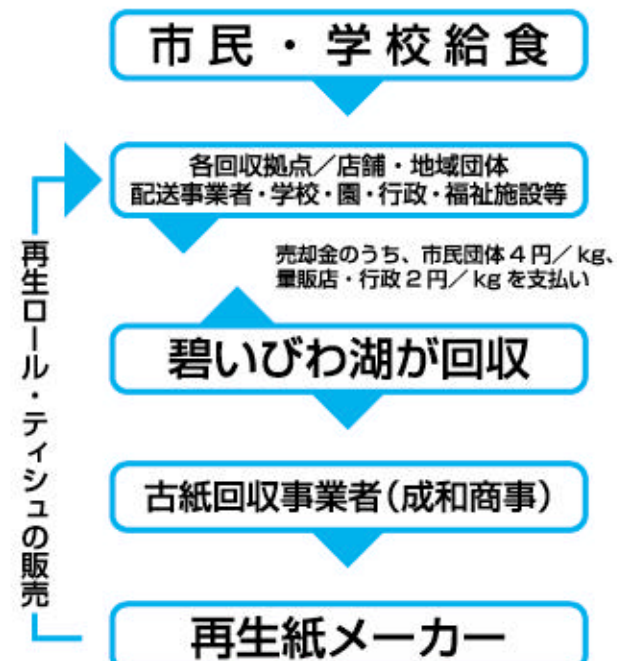 市民・学校給食
各回収拠点／店舗・地域団体
配送事業者・学校・園・行政・福祉施設等
売却金のうち、市民団体４円／kg、
量販店・行政２円／kgを支払い
碧いびわ湖が回収
古紙回収事業者（成和商事）
再生紙メーカー
再生ロール・ティシュの販売